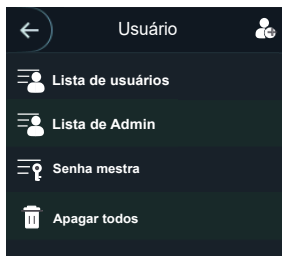 Usuário
Lista de usuários
Lista de Admin
Senha mestra
Apagar todos